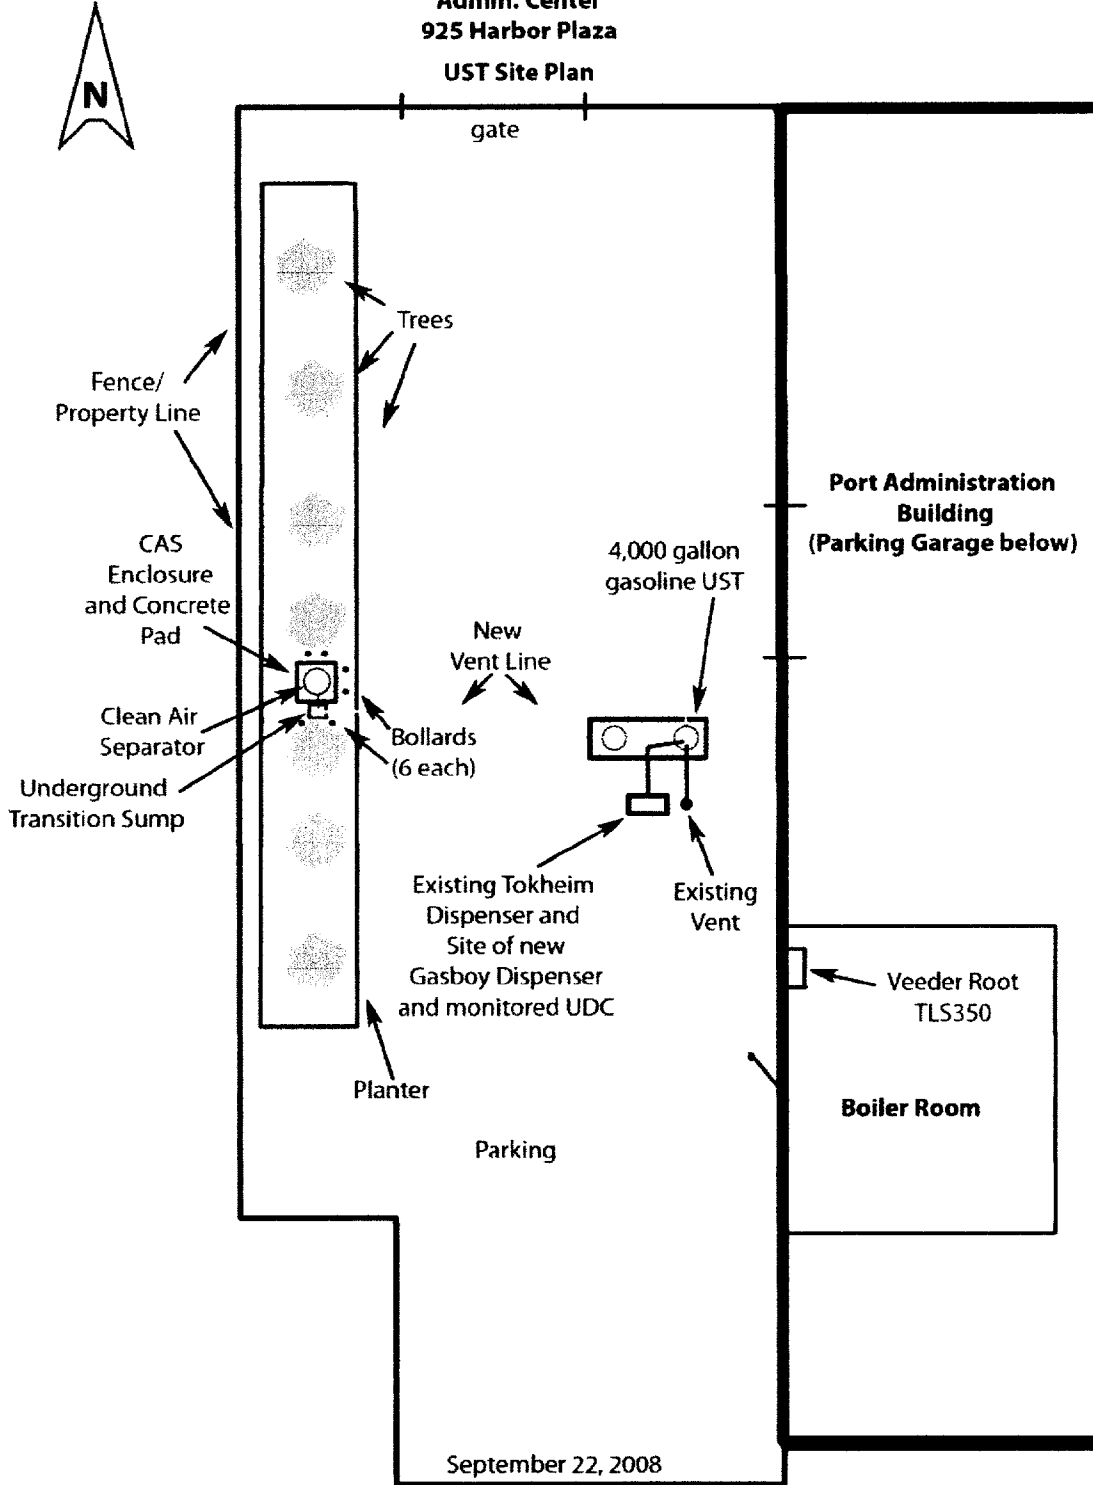 Admin. Center
925 Harbor Plaza
UST Site Plan
N
gate
Trees
Fence/
Property Line
Port Administration
Building
(Parking Garage below)
CAS
Enclosure
and Concrete
Pad
4,000 gallon
gasoline UST
New
Vent Line
Clean Air
Separator
Bollards
(6 each)
Underground
Transition Sump
Existing Tokheim
Dispenser and
Site of new
Gasboy Dispenser
and monitored UDC
Existing
Vent
Veeder Root
TLS350
Planter
Boiler Room
Parking
September 22, 2008